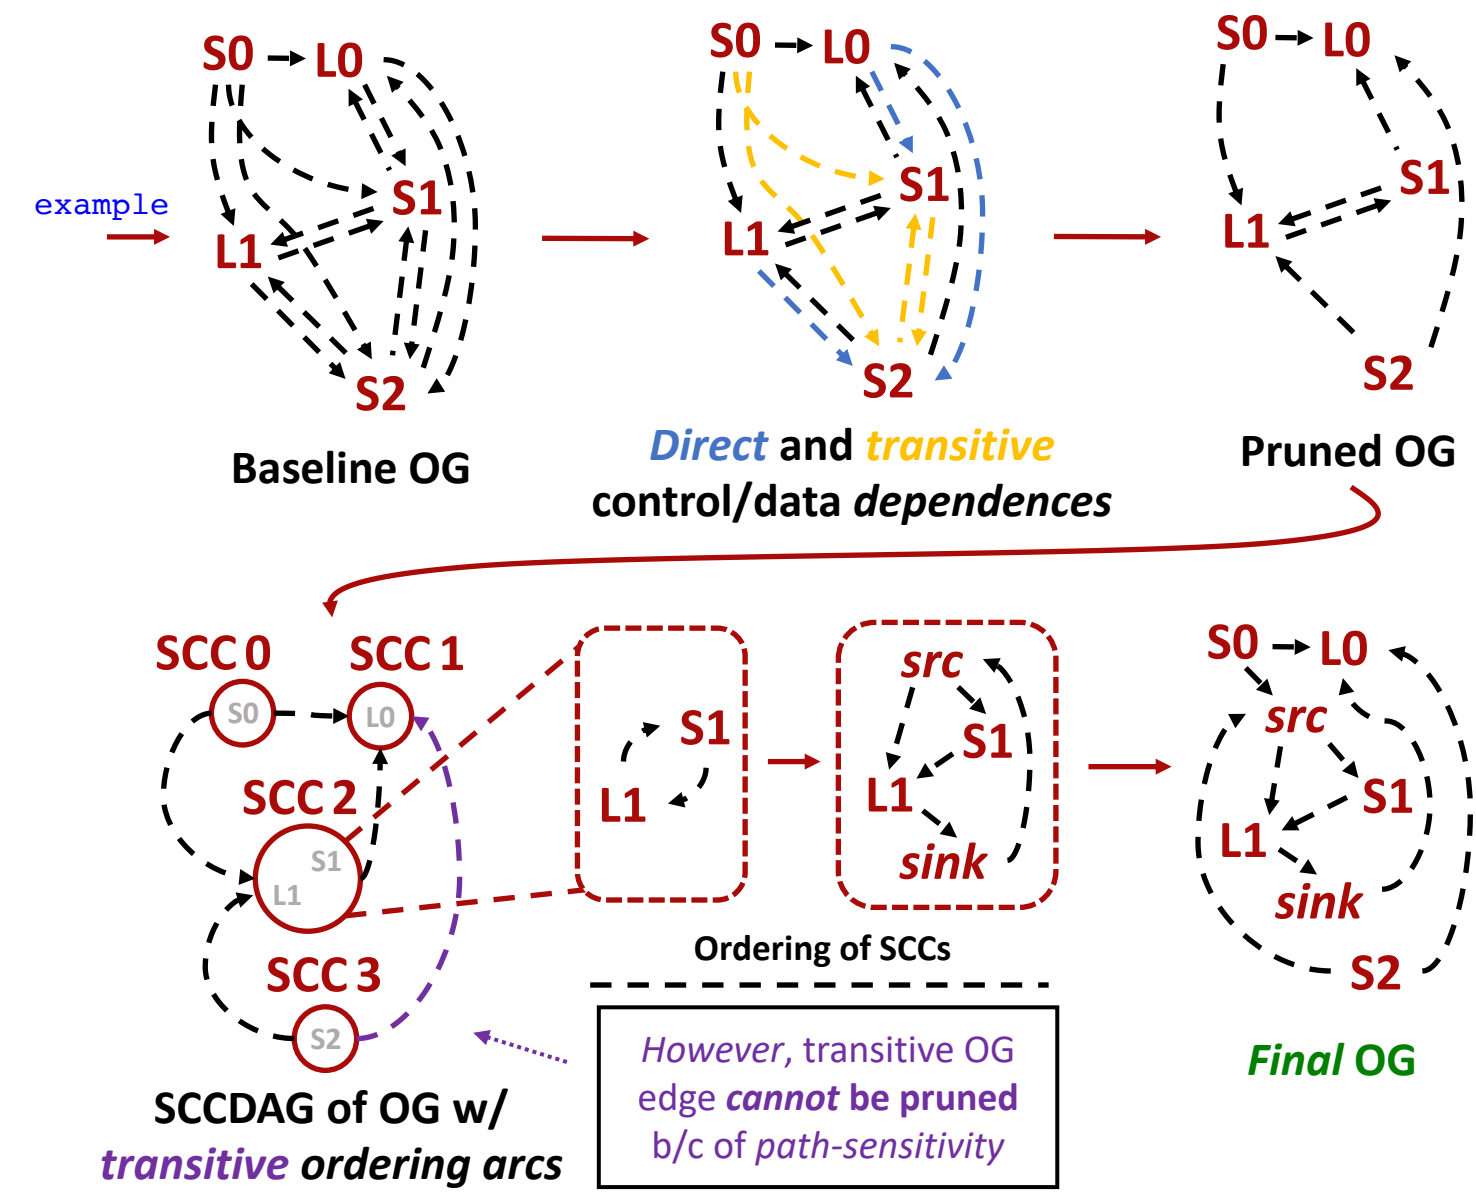 example
S0
L0
S1
L1
S2
Baseline OG
S0
L0
S1
L1
S2
Direct and transitive
control/data dependences
S0
L0
S1
L1
S2
Pruned OG
SCC 0
SCC 1
S0
L0
SCC 2
S1
L1
SCC 3
S2
SCCDAG of OG w/
transitive ordering arcs
S1
L1
src
S1
L1
sink
Ordering of SCCs
However, transitive OG
edge cannot be pruned
b/c of path-sensitivity
S0
L0
src
S1
L1
sink
S2
Final OG